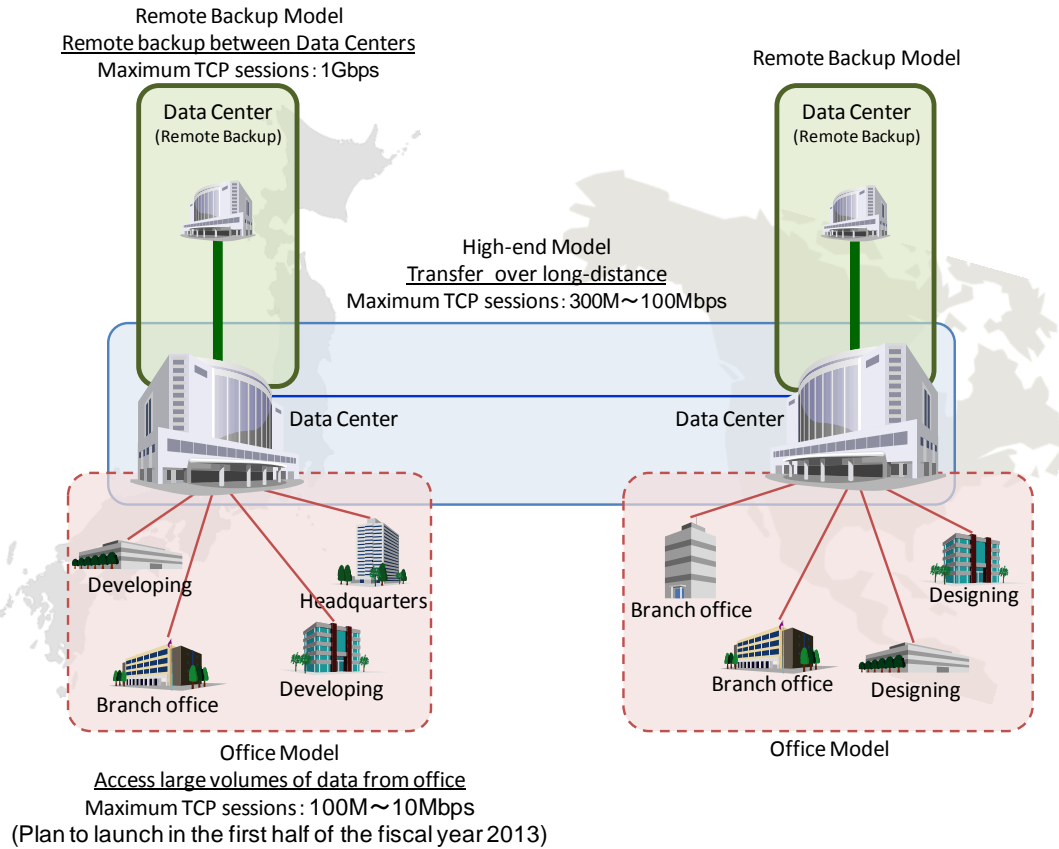 Remote Backup Model
Remote backup between Data Centers
Maximum TCP sessions : 1Gbps
Remote Backup Model
Data Center
(Remote Backup)
Data Center
(Remote Backup)
High-end Model
Transfer over long-distance
Maximum TCP sessions : 300M～100Mbps
Data Center
Data Center
Developing
Headquarters
Branch office
Developing
Branch office
Designing
Branch office
Designing
Office Model
Access large volumes of data from office
Maximum TCP sessions : 100M～10Mbps
(Plan to launch in the first half of the fiscal year 2013)
Office Model